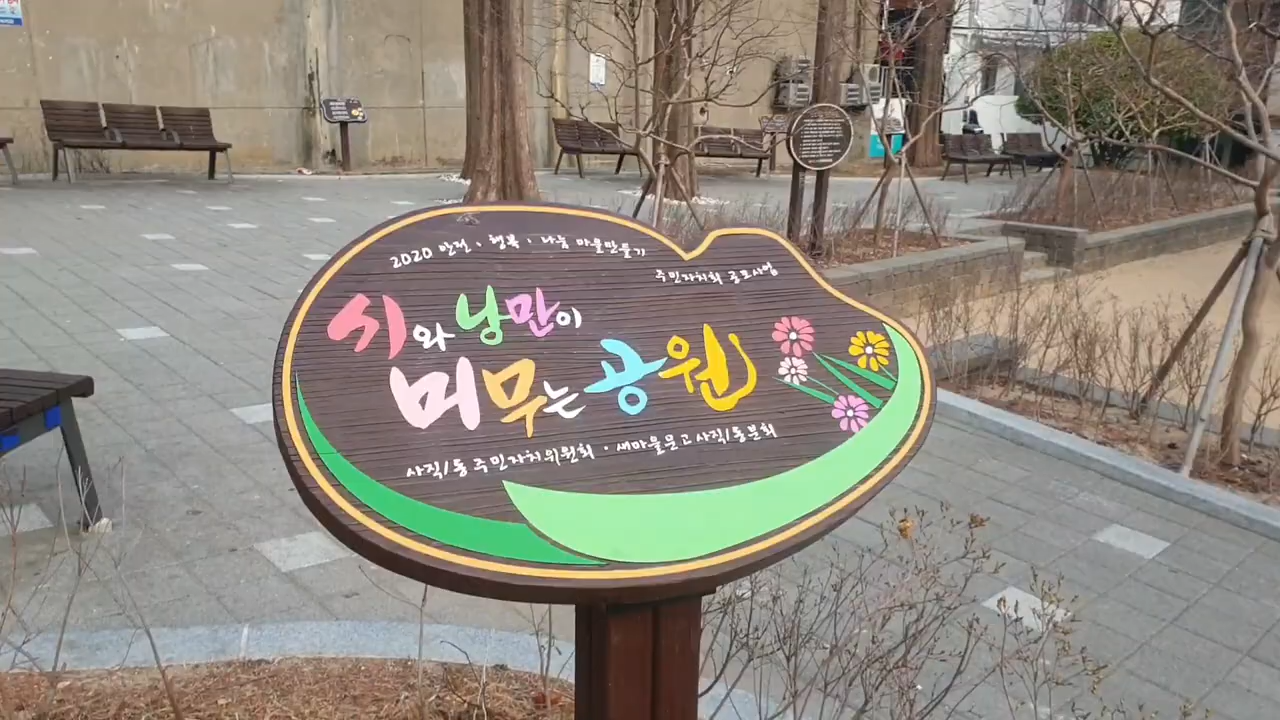 2020 안전 · 행복 · 나눔 마을만들기
주민자치회 공모사업
시와 낭만이
머무는 공원
사직1동 주민자치위원회 · 새마을문고 사직1동분회